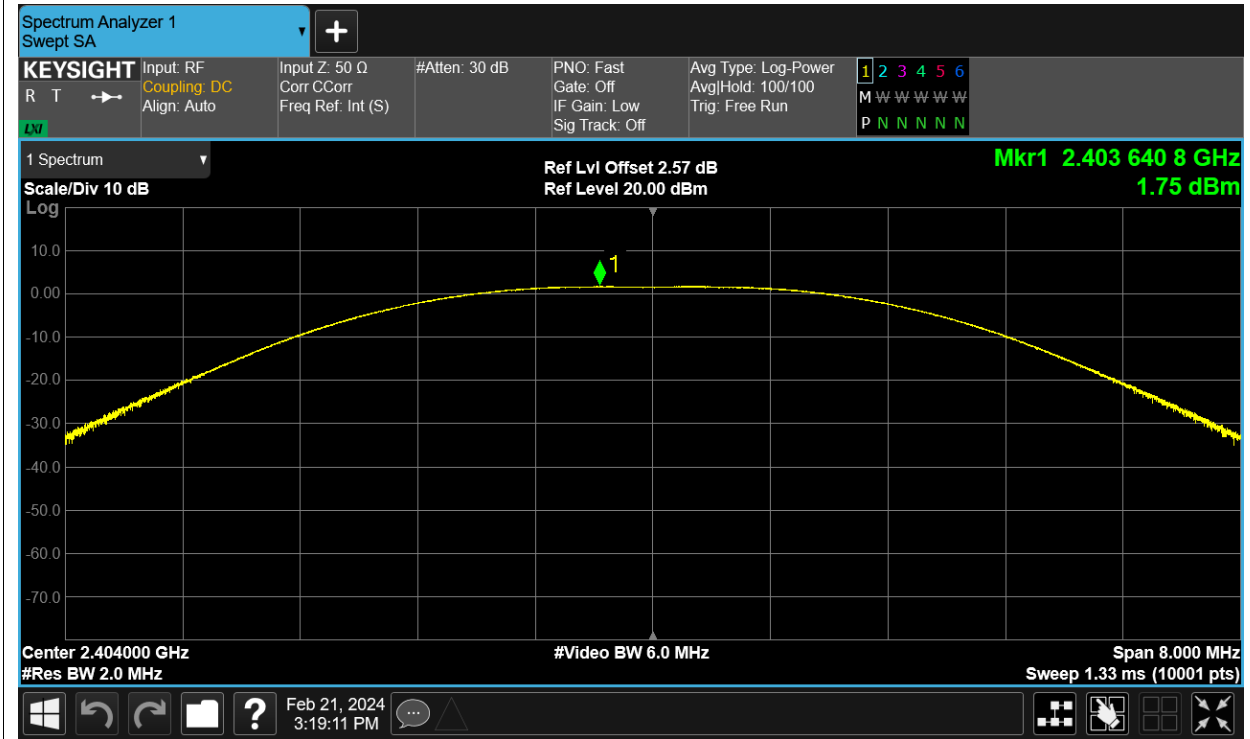 Spectrum Analyzer 1
Swept SA
+
KEYSIGHT
R T
LXI
Input: RF
Coupling: DC
Align: Auto
Input Z: 50 Ω
Corr CCorr
Freq Ref: Int (S)
#Atten: 30 dB
PNO: Fast
Gate: Off
IF Gain: Low
Sig Track: Off
Avg Type: Log-Power
Avg|Hold: 100/100
Trig: Free Run
1 2 3 4 5 6
M W W W W W
P N N N N N
1 Spectrum
Scale/Div 10 dB
Log
Ref Lvl Offset 2.57 dB
Ref Level 20.00 dBm
Mkr1 2.403 640 8 GHz
1.75 dBm
1
10.0
0.00
-10.0
-20.0
-30.0
-40.0
-50.0
-60.0
-70.0
Center 2.404000 GHz
#Res BW 2.0 MHz
#Video BW 6.0 MHz
Span 8.000 MHz
Sweep 1.33 ms (10001 pts)
?
Feb 21, 2024
3:19:11 PM